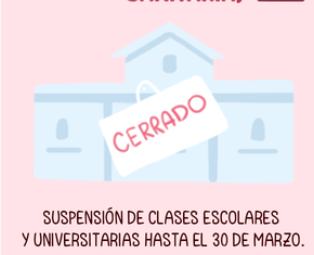 CERRADO
SUSPENSIÓN DE CLASES ESCOLARES
Y UNIVERSITARIAS HASTA EL 30 DE MARZO.